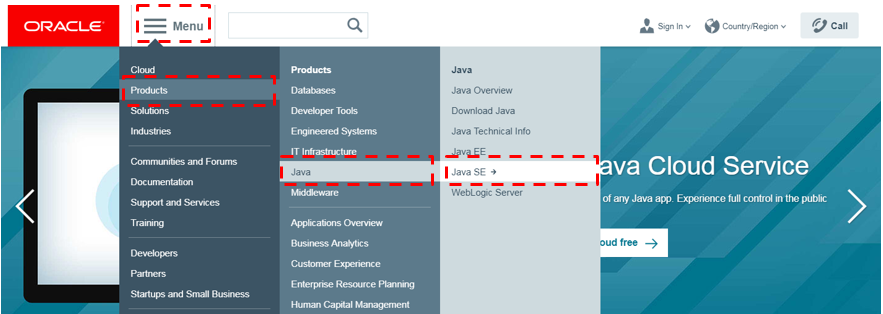 ORACLE
Menu
Sign In
Country/Region
Call
Cloud
Products
Solutions
Industries
Communities and Forums
Documentation
Support and Services
Training
Developers
Partners
Startups and Small Business
Products
Databases
Developer Tools
Engineered Systems
IT Infrastructure
Java
Middleware
Applications Overview
Business Analytics
Customer Experience
Enterprise Resource Planning
Human Capital Management
Java
Java Overview
Download Java
Java Technical Info
Java EE
Java SE →
WebLogic Server
ava Cloud Service
of any Java app. Experience full control in the public
oud free →